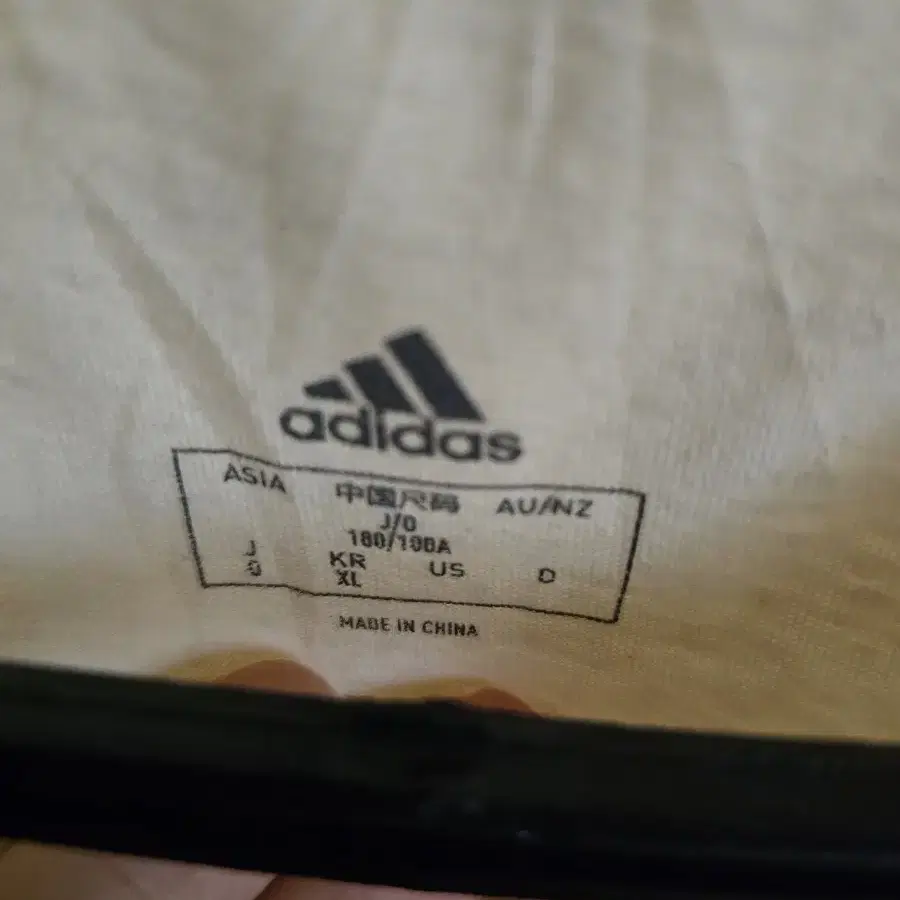 adidas
ASIA 中国尺码 AU/NZ
J/O
180/100A
J KR US O
O XL
MADE IN CHINA